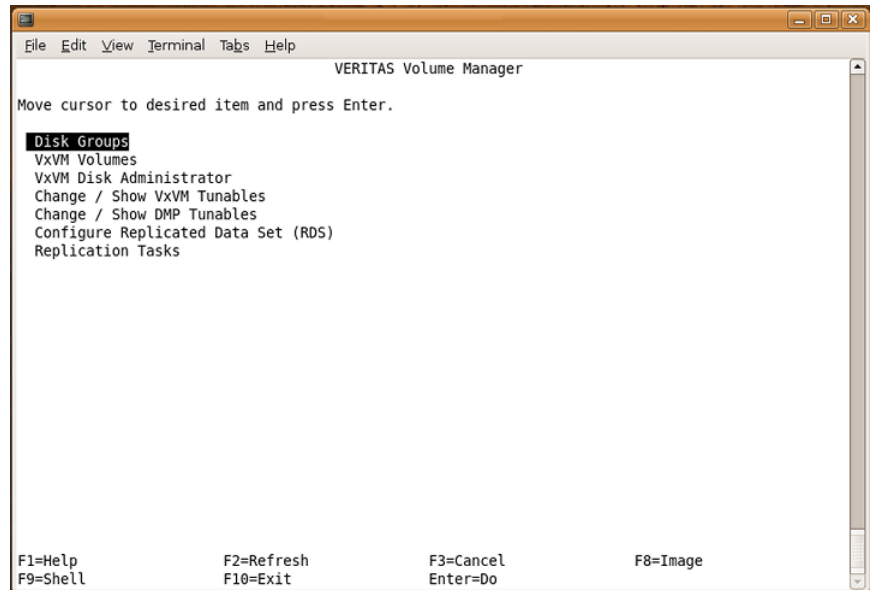 File Edit View Terminal Tabs Help
VERITAS Volume Manager
Move cursor to desired item and press Enter.
Disk Groups
VxVM Volumes
VxVM Disk Administrator
Change / Show VxVM Tunables
Change / Show DMP Tunables
Configure Replicated Data Set (RDS)
Replication Tasks
F1=Help F2=Refresh F3=Cancel F8=Image
F9=Shell F10=Exit Enter=Do